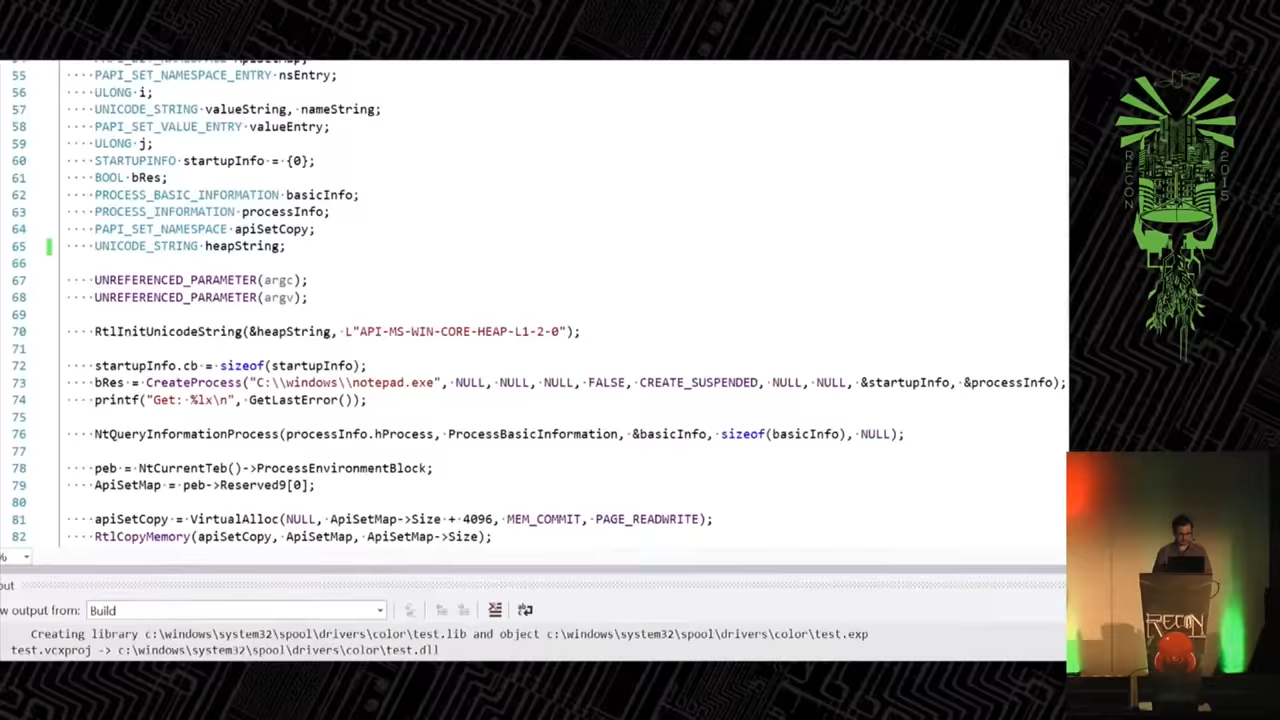 55 ····PAPI_SET_NAMESPACE_ENTRY·nsEntry;
56 ····ULONG·i;
57 ····UNICODE_STRING·valueString,·nameString;
58 ····PAPI_SET_VALUE_ENTRY·valueEntry;
59 ····ULONG·j;
60 ····STARTUPINFO·startupInfo·=·{0};
61 ····BOOL·bRes;
62 ····PROCESS_BASIC_INFORMATION·basicInfo;
63 ····PROCESS_INFORMATION·processInfo;
64 ····PAPI_SET_NAMESPACE·apiSetCopy;
65 ····UNICODE_STRING·heapString;
66
67 ····UNREFERENCED_PARAMETER(argc);
68 ····UNREFERENCED_PARAMETER(argv);
69
70 ····RtlInitUnicodeString(&heapString,·L"API-MS-WIN-CORE-HEAP-L1-2-0");
71
72 ····startupInfo.cb·=·sizeof(startupInfo);
73 ····bRes·=·CreateProcess("C:\\windows\\notepad.exe",·NULL,·NULL,·NULL,·FALSE,·CREATE_SUSPENDED,·NULL,·NULL,·&startupInfo,·&processInfo);
74 ····printf("Get:·%lx\n",·GetLastError());
75
76 ····NtQueryInformationProcess(processInfo.hProcess,·ProcessBasicInformation,·&basicInfo,·sizeof(basicInfo),·NULL);
77
78 ····peb·=·NtCurrentTeb()->ProcessEnvironmentBlock;
79 ····ApiSetMap·=·peb->Reserved9[0];
80
81 ····apiSetCopy·=·VirtualAlloc(NULL,·ApiSetMap->Size·+·4096,·MEM_COMMIT,·PAGE_READWRITE);
82 ····RtlCopyMemory(apiSetCopy,·ApiSetMap,·ApiSetMap->Size);
%
out
w output from: Build
Creating library c:\windows\system32\spool\drivers\color\test.lib and object c:\windows\system32\spool\drivers\color\test.exp
test.vcxproj -> c:\windows\system32\spool\drivers\color\test.dll
RECON
2015
RECON